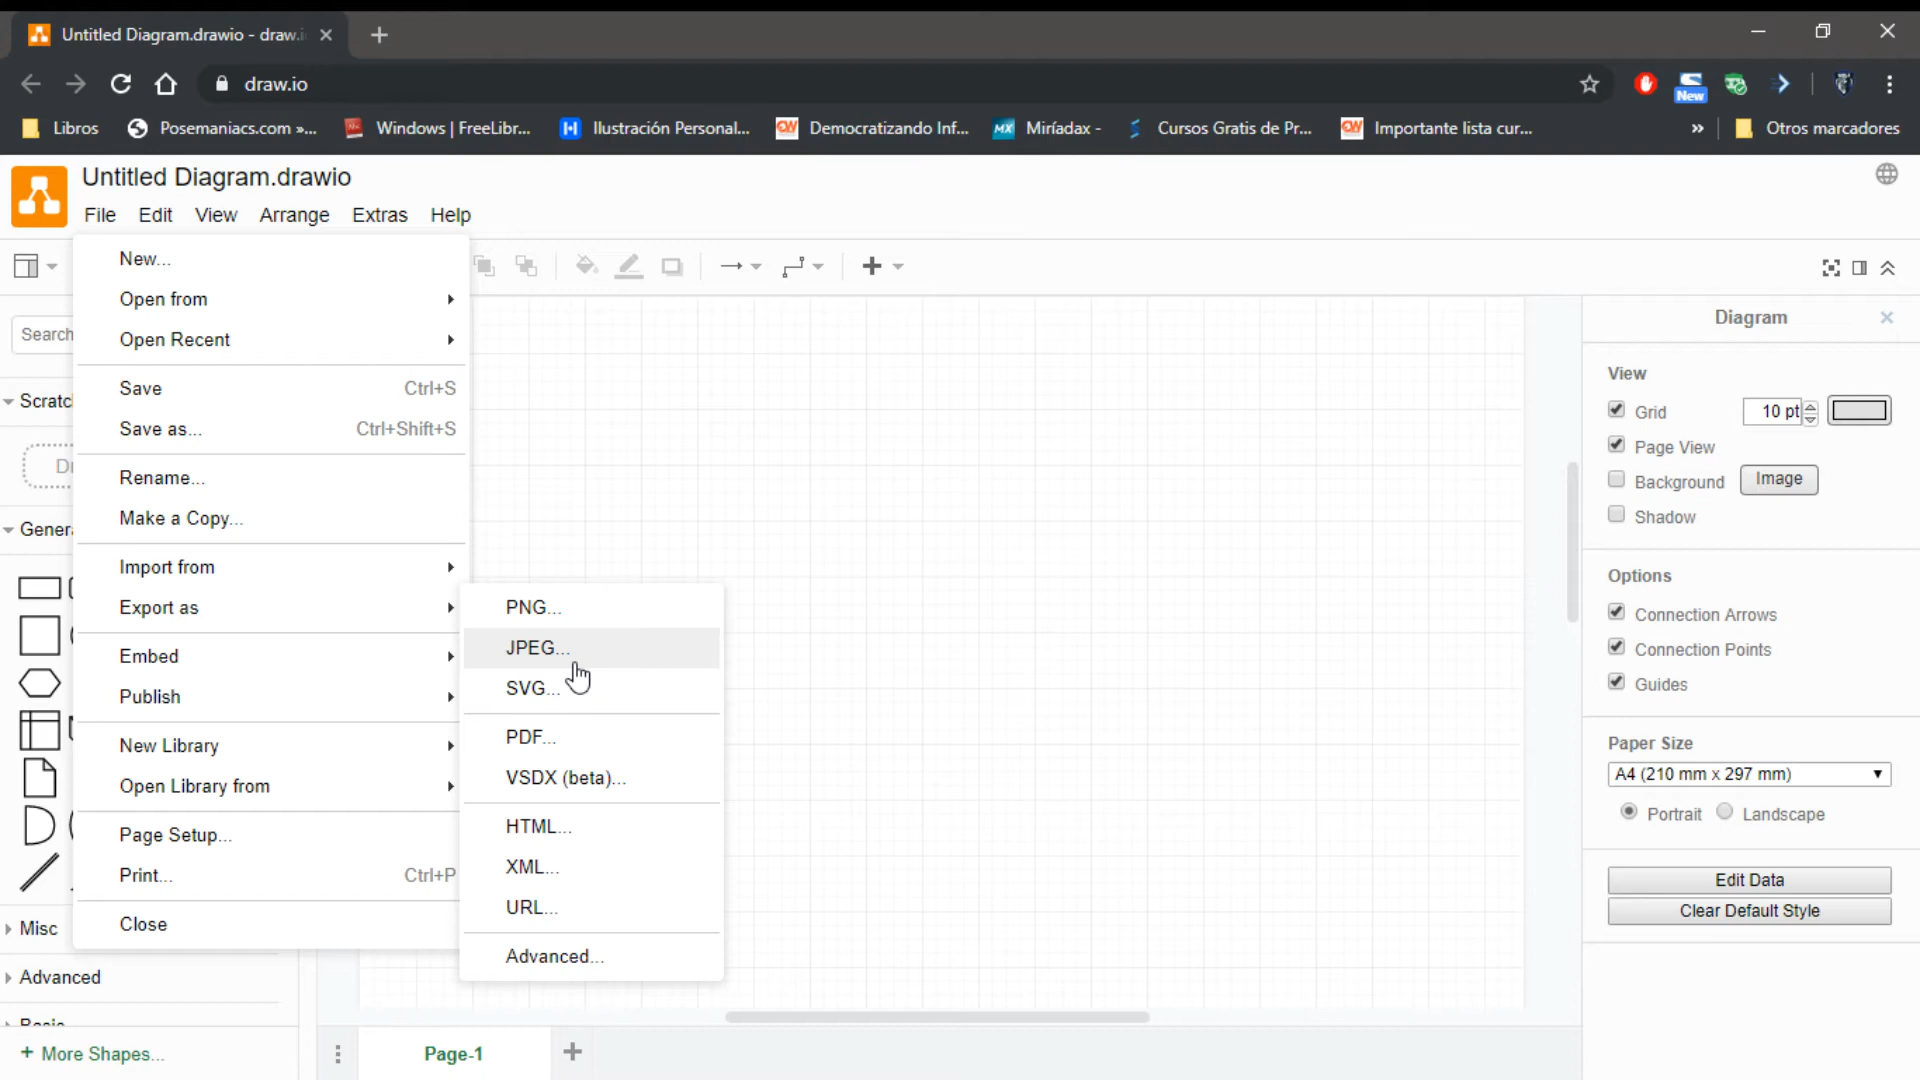 Untitled Diagram.drawio - draw.i
draw.io
New
Libros
Posemaniacs.com »...
Windows | FreeLibr...
Ilustración Personal...
Democratizando Inf...
Miríadax -
Cursos Gratis de Pr...
Importante lista cur...
»
Otros marcadores
Untitled Diagram.drawio
File Edit View Arrange Extras Help
New...
Open from
Open Recent
Save Ctrl+S
Save as... Ctrl+Shift+S
Rename...
Make a Copy...
Import from
Export as
Embed
Publish
New Library
Open Library from
Page Setup...
Print... Ctrl+P
Close
PNG...
JPEG...
SVG...
PDF...
VSDX (beta)...
HTML...
XML...
URL...
Advanced...
Search
Scratc
Genera
Misc
Advanced
+ More Shapes...
Page-1
Diagram
View
Grid 10 pt
Page View
Background Image
Shadow
Options
Connection Arrows
Connection Points
Guides
Paper Size
A4 (210 mm x 297 mm)
Portrait Landscape
Edit Data
Clear Default Style